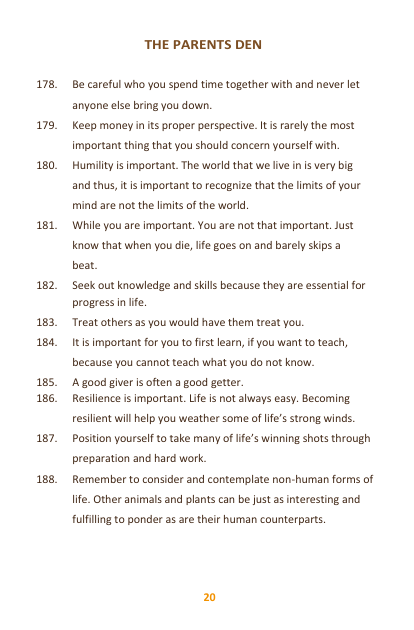 THE PARENTS DEN
178. Be careful who you spend time together with and never let
anyone else bring you down.
179. Keep money in its proper perspective. It is rarely the most
important thing that you should concern yourself with.
180. Humility is important. The world that we live in is very big
and thus, it is important to recognize that the limits of your
mind are not the limits of the world.
181. While you are important. You are not that important. Just
know that when you die, life goes on and barely skips a
beat.
182. Seek out knowledge and skills because they are essential for
progress in life.
183. Treat others as you would have them treat you.
184. It is important for you to first learn, if you want to teach,
because you cannot teach what you do not know.
185. A good giver is often a good getter.
186. Resilience is important. Life is not always easy. Becoming
resilient will help you weather some of life’s strong winds.
187. Position yourself to take many of life’s winning shots through
preparation and hard work.
188. Remember to consider and contemplate non-human forms of
life. Other animals and plants can be just as interesting and
fulfilling to ponder as are their human counterparts.
20